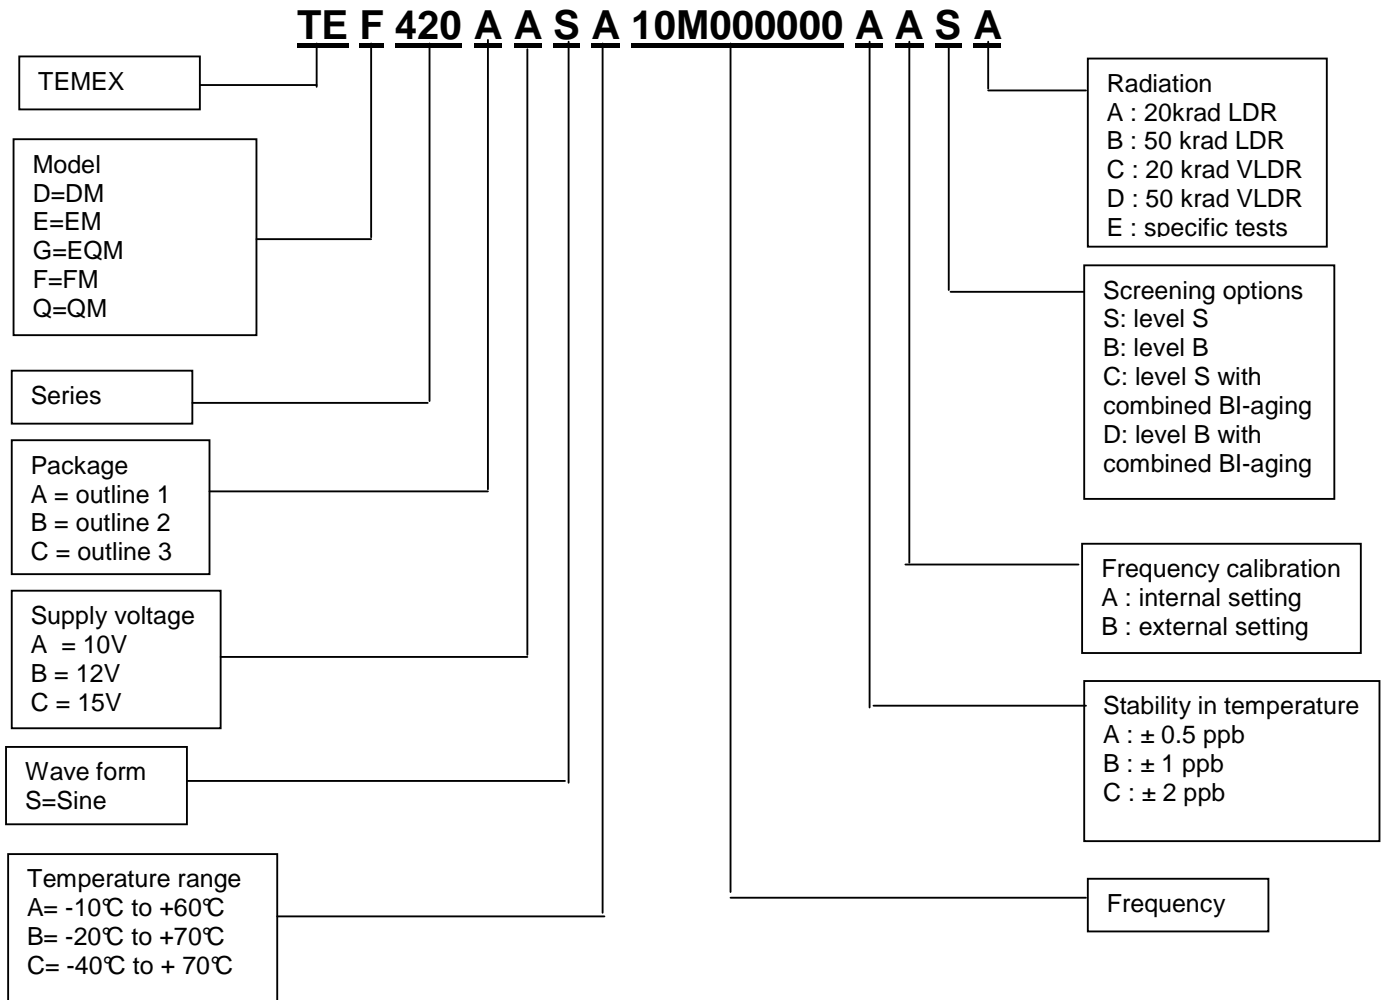 TE F 420 A A S A 10M000000 A A S A
TEMEX
Model
D=DM
E=EM
G=EQM
F=FM
Q=QM
Series
Package
A = outline 1
B = outline 2
C = outline 3
Supply voltage
A = 10V
B = 12V
C = 15V
Wave form
S=Sine
Temperature range
A= -10℃ to +60℃
B= -20℃ to +70℃
C= -40℃ to + 70℃
Radiation
A : 20krad LDR
B : 50 krad LDR
C : 20 krad VLDR
D : 50 krad VLDR
E : specific tests
Screening options
S: level S
B: level B
C: level S with
combined BI-aging
D: level B with
combined BI-aging
Frequency calibration
A : internal setting
B : external setting
Stability in temperature
A : ± 0.5 ppb
B : ± 1 ppb
C : ± 2 ppb
Frequency